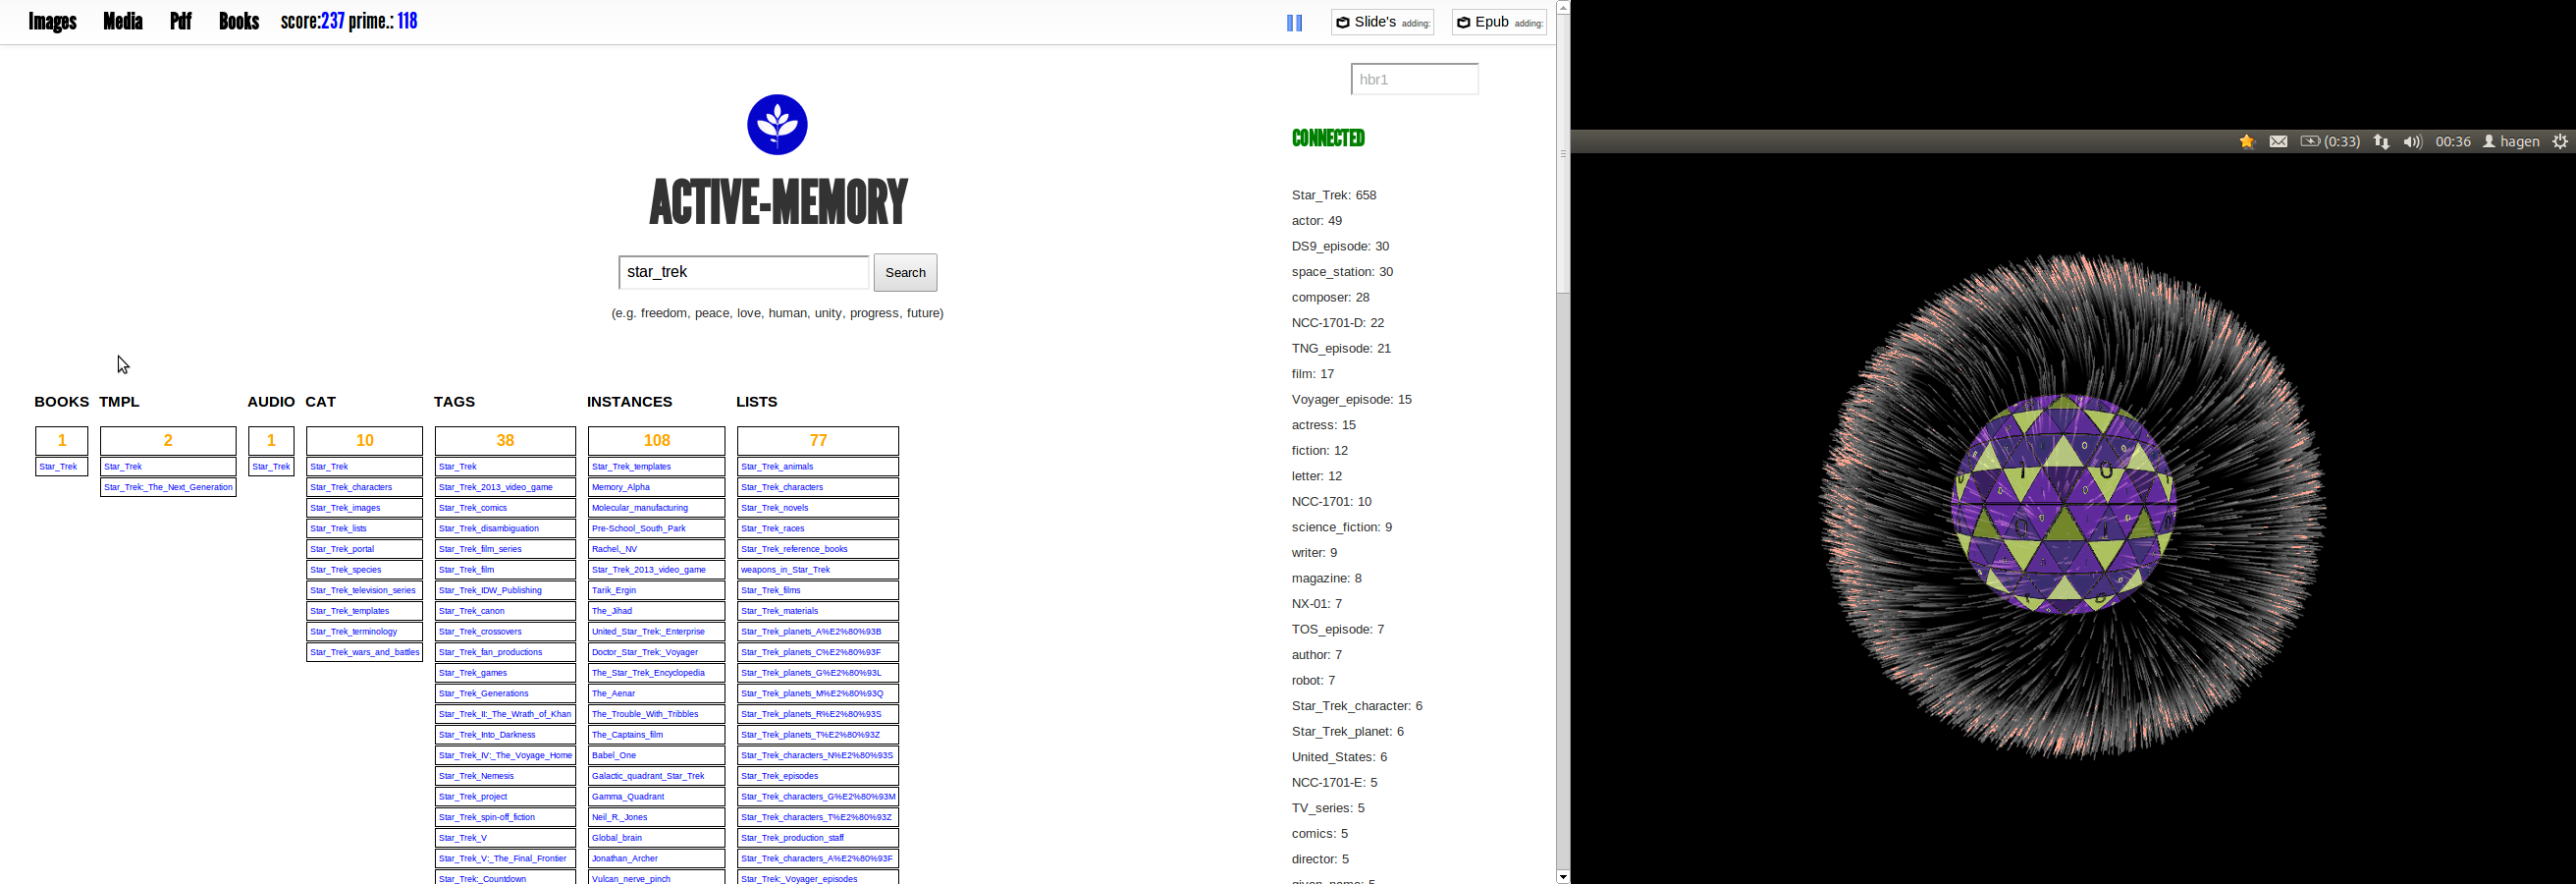 Images Media Pdf Books score:237 prime.: 118
Slide's adding: Epub adding:
hbr1
ACTIVE-MEMORY
star_trek Search
(e.g. freedom, peace, love, human, unity, progress, future)
BOOKS
1
Star_Trek
TMPL
2
Star_Trek
Star_Trek:_The_Next_Generation
AUDIO
1
Star_Trek
CAT
10
Star_Trek
Star_Trek_characters
Star_Trek_images
Star_Trek_lists
Star_Trek_portal
Star_Trek_species
Star_Trek_television_series
Star_Trek_templates
Star_Trek_terminology
Star_Trek_wars_and_battles
TAGS
38
Star_Trek
Star_Trek_2013_video_game
Star_Trek_comics
Star_Trek_disambiguation
Star_Trek_film_series
Star_Trek_film
Star_Trek_IDW_Publishing
Star_Trek_canon
Star_Trek_crossovers
Star_Trek_fan_productions
Star_Trek_games
Star_Trek_Generations
Star_Trek_II:_The_Wrath_of_Khan
Star_Trek_Into_Darkness
Star_Trek_IV:_The_Voyage_Home
Star_Trek_Nemesis
Star_Trek_project
Star_Trek_spin-off_fiction
Star_Trek_V
Star_Trek_V:_The_Final_Frontier
Star_Trek:_Countdown
INSTANCES
108
Star_Trek_templates
Memory_Alpha
Molecular_manufacturing
Pre-School_South_Park
Rachel,_NV
Star_Trek_2013_video_game
Tarik_Ergin
The_Jihad
United_Star_Trek:_Enterprise
Doctor_Star_Trek:_Voyager
The_Star_Trek_Encyclopedia
The_Aenar
The_Trouble_With_Tribbles
The_Captains_film
Babel_One
Galactic_quadrant_Star_Trek
Gamma_Quadrant
Neil_R._Jones
Global_brain
Jonathan_Archer
Vulcan_nerve_pinch
LISTS
77
Star_Trek_animals
Star_Trek_characters
Star_Trek_novels
Star_Trek_races
Star_Trek_reference_books
weapons_in_Star_Trek
Star_Trek_films
Star_Trek_materials
Star_Trek_planets_A%E2%80%93B
Star_Trek_planets_C%E2%80%93F
Star_Trek_planets_G%E2%80%93L
Star_Trek_planets_M%E2%80%93Q
Star_Trek_planets_R%E2%80%93S
Star_Trek_planets_T%E2%80%93Z
Star_Trek_characters_N%E2%80%93S
Star_Trek_episodes
Star_Trek_characters_G%E2%80%93M
Star_Trek_characters_T%E2%80%93Z
Star_Trek_production_staff
Star_Trek_characters_A%E2%80%93F
Star_Trek:_Voyager_episodes
CONNECTED
Star_Trek: 658
actor: 49
DS9_episode: 30
space_station: 30
composer: 28
NCC-1701-D: 22
TNG_episode: 21
film: 17
Voyager_episode: 15
actress: 15
fiction: 12
letter: 12
NCC-1701: 10
science_fiction: 9
writer: 9
magazine: 8
NX-01: 7
TOS_episode: 7
author: 7
robot: 7
Star_Trek_character: 6
Star_Trek_planet: 6
United_States: 6
NCC-1701-E: 5
TV_series: 5
comics: 5
director: 5
(0:33) 00:36 hagen